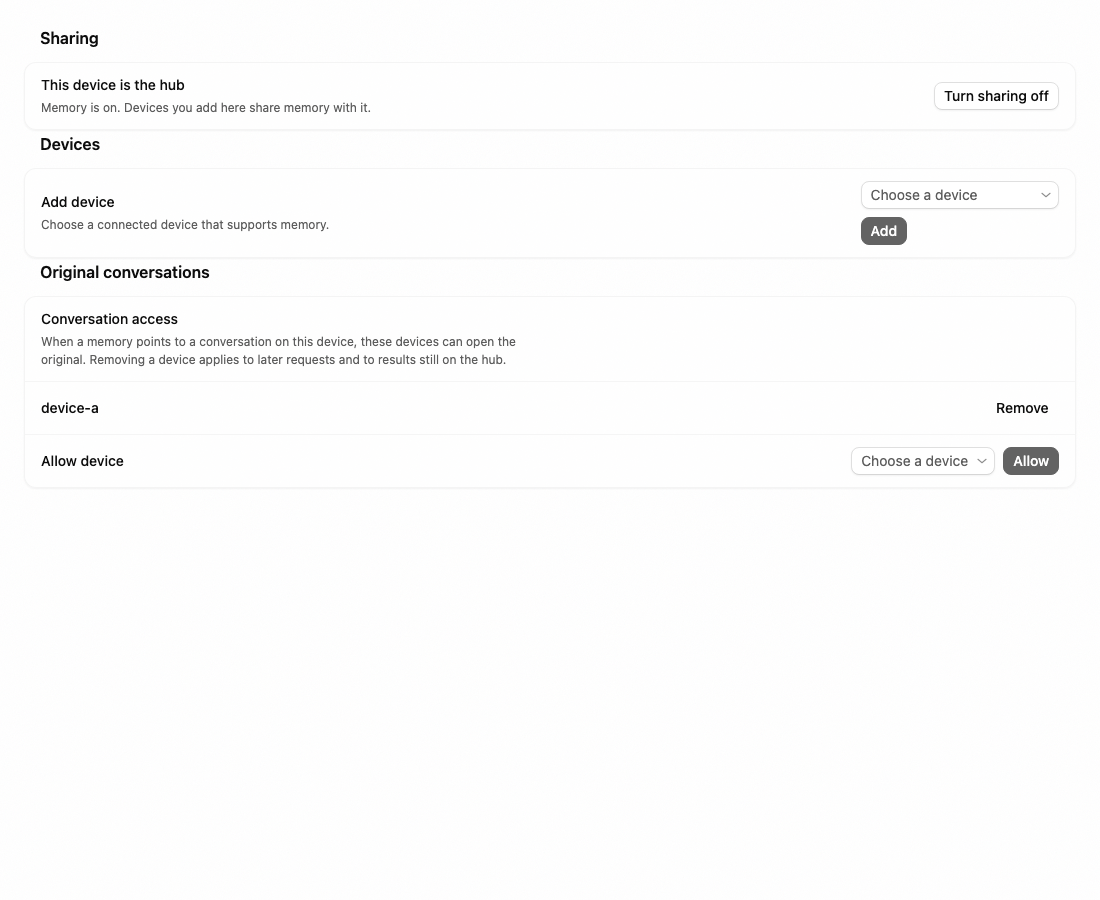 Sharing
This device is the hub
Memory is on. Devices you add here share memory with it.
Turn sharing off
Devices
Add device
Choose a connected device that supports memory.
Choose a device
Add
Original conversations
Conversation access
When a memory points to a conversation on this device, these devices can open the
original. Removing a device applies to later requests and to results still on the hub.
device-a
Remove
Allow device
Choose a device
Allow